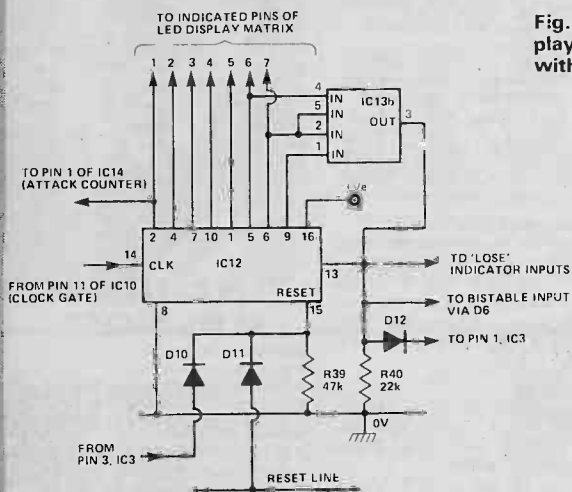 TO INDICATED PINS OF
LED DISPLAY MATRIX
1 2 3 4 5 6 7
Fig.
play
with
4 IN
5 IN
2 IN
1 IN
IC13b
OUT 3
TO PIN 1 OF IC14
(ATTACK COUNTER)
+ve
2 4 7 10 1 5 6 9 16
14 CLK
IC12
13
RESET
FROM PIN 11 OF IC10
(CLOCK GATE)
8
15
TO 'LOSE'
INDICATOR INPUTS
TO BISTABLE INPUT
VIA D6
D12
TO PIN 1, IC3
D10
D11
R39
47k
R40
22k
0V
FROM
PIN 3, IC3
RESET LINE